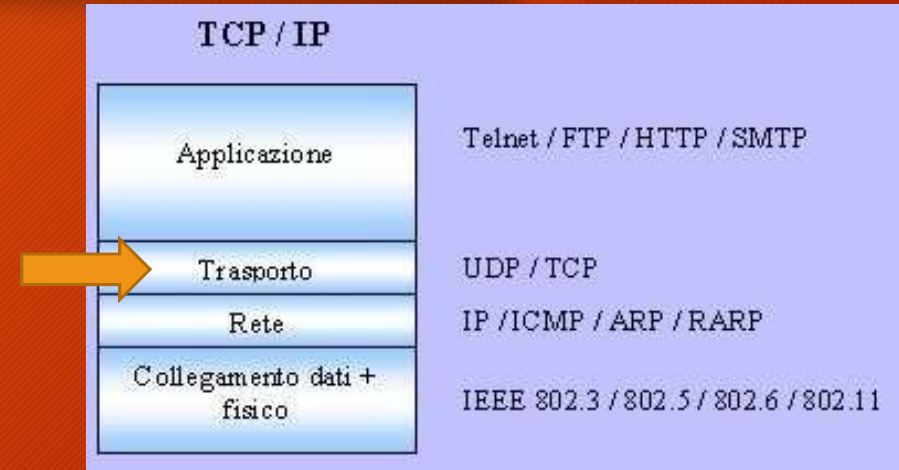 TCP / IP
Applicazione
Telnet / FTP / HTTP / SMTP
Trasporto
UDP / TCP
Rete
IP / ICMP / ARP / RARP
Collegamento dati +
fisico
IEEE 802.3 / 802.5 / 802.6 / 802.11